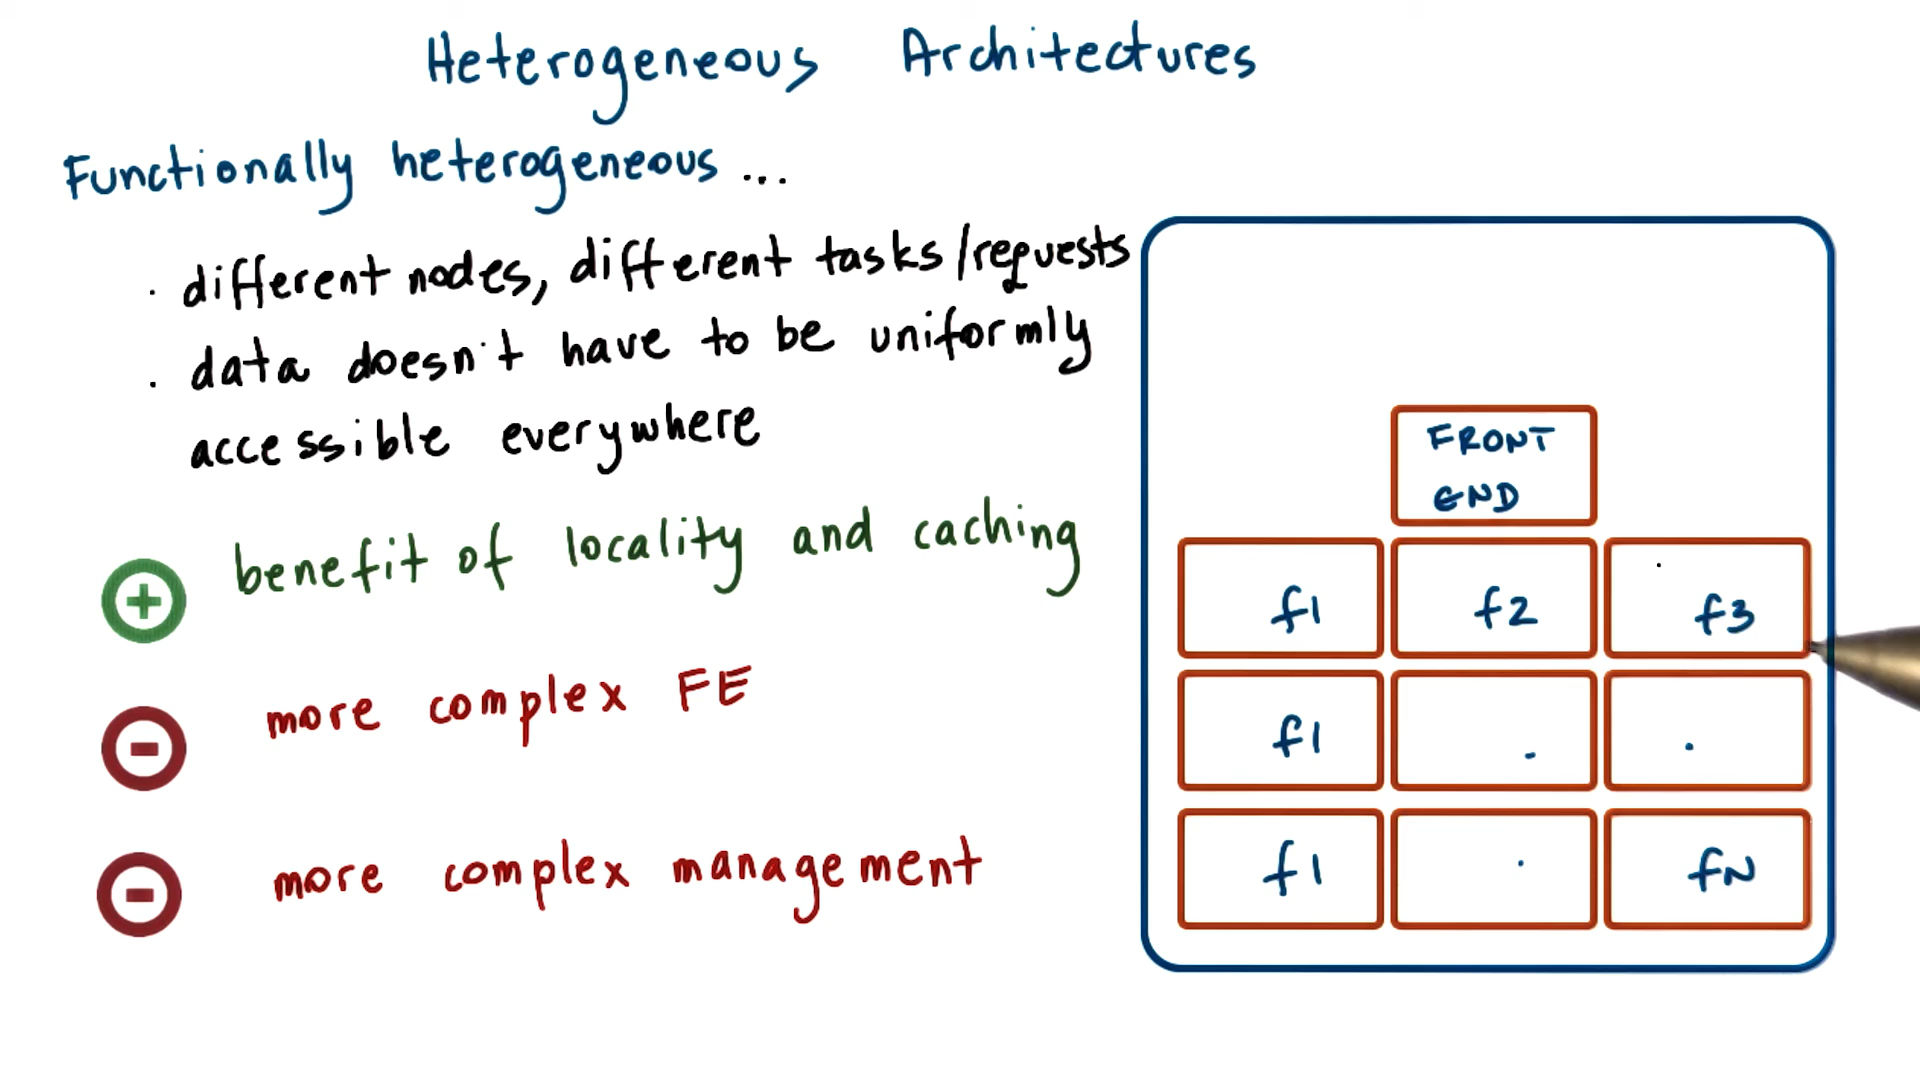 Heterogeneous Architectures
Functionally heterogeneous ...
· different nodes, different tasks/requests
· data doesn't have to be uniformly
accessible everywhere
+ benefit of locality and caching
- more complex FE
- more complex management
FRONT
END
f1 f2 f3
f1 . .
f1 . fN